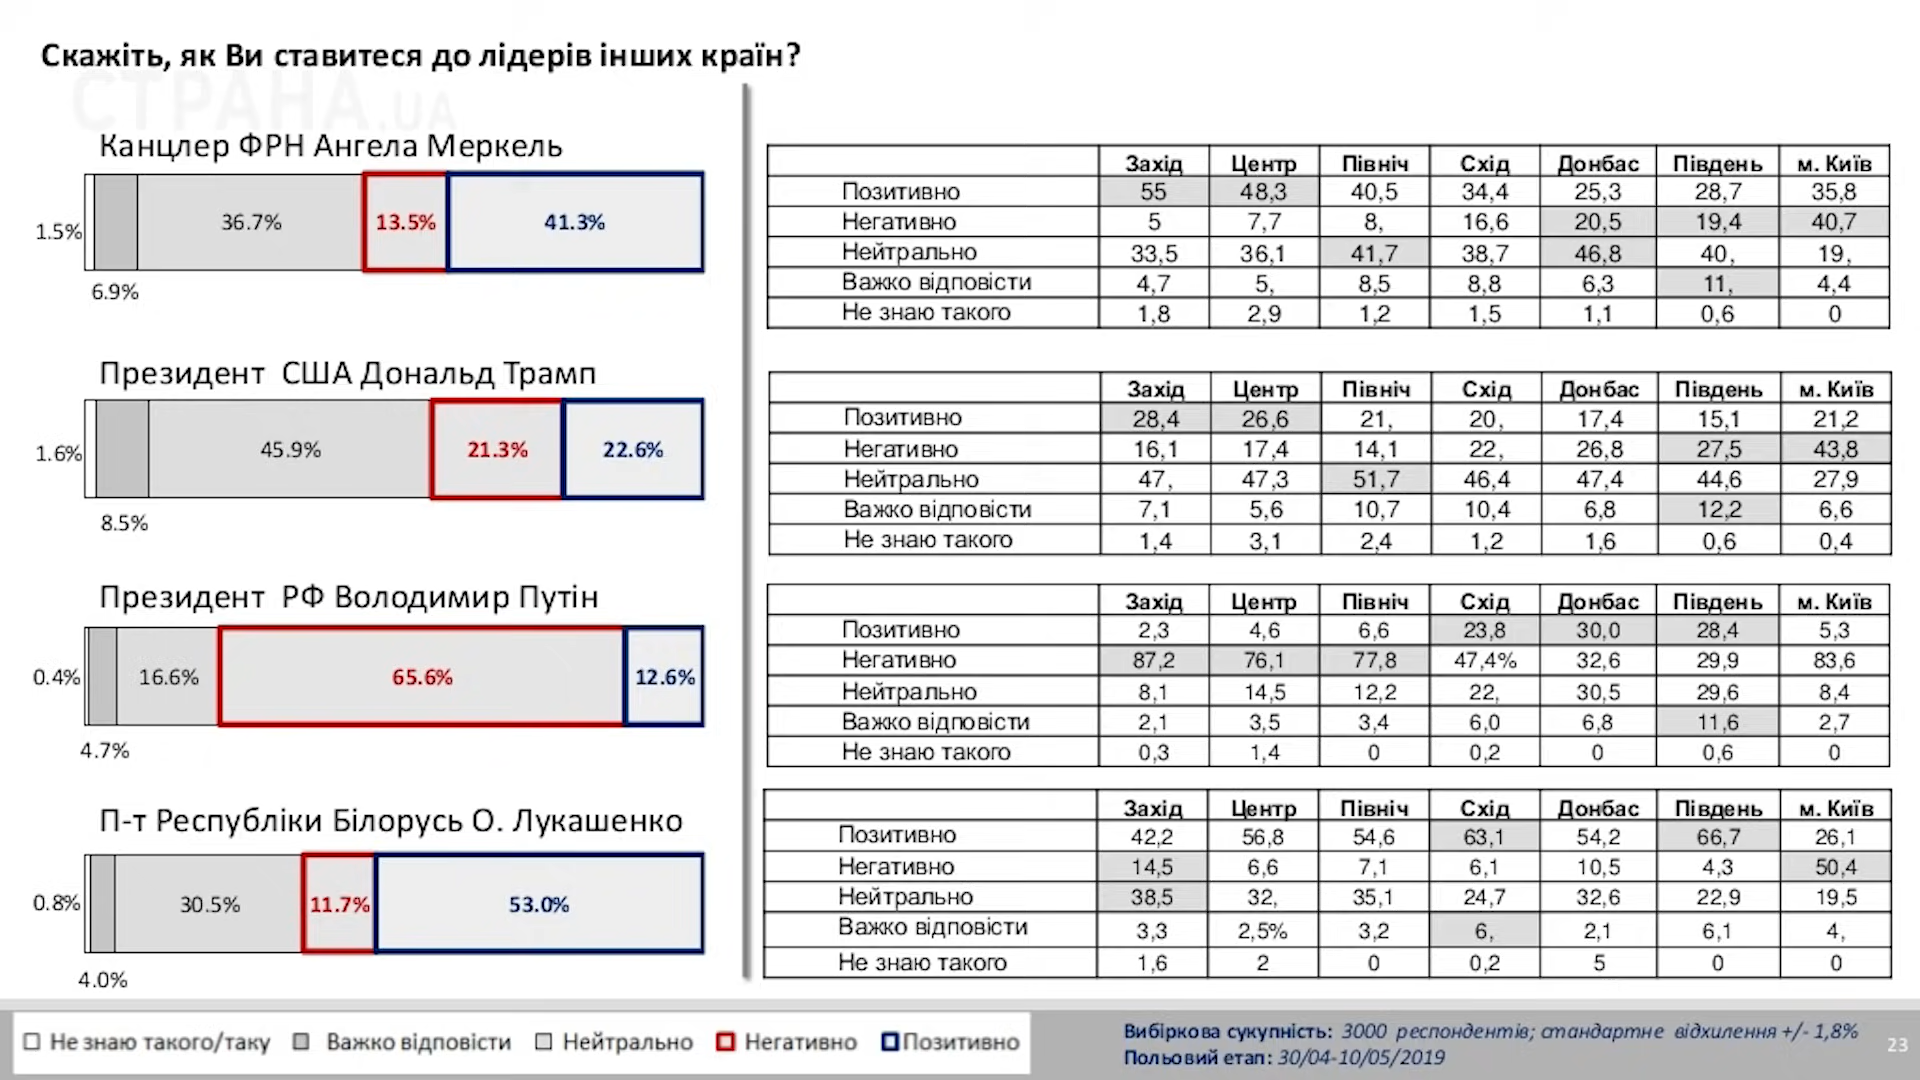 Скажіть, як Ви ставитеся до лідерів інших країн?
СТРАНА.UA
Канцлер ФРН Ангела Меркель
1.5% 36.7% 13.5% 41.3%
6.9%
Захід Центр Північ Схід Донбас Південь м. Київ
Позитивно 55 48,3 40,5 34,4 25,3 28,7 35,8
Негативно 5 7,7 8, 16,6 20,5 19,4 40,7
Нейтрально 33,5 36,1 41,7 38,7 46,8 40, 19,
Важко відповісти 4,7 5, 8,5 8,8 6,3 11, 4,4
Не знаю такого 1,8 2,9 1,2 1,5 1,1 0,6 0
Президент США Дональд Трамп
1.6% 45.9% 21.3% 22.6%
8.5%
Захід Центр Північ Схід Донбас Південь м. Київ
Позитивно 28,4 26,6 21, 20, 17,4 15,1 21,2
Негативно 16,1 17,4 14,1 22, 26,8 27,5 43,8
Нейтрально 47, 47,3 51,7 46,4 47,4 44,6 27,9
Важко відповісти 7,1 5,6 10,7 10,4 6,8 12,2 6,6
Не знаю такого 1,4 3,1 2,4 1,2 1,6 0,6 0,4
Президент РФ Володимир Путін
0.4% 16.6% 65.6% 12.6%
4.7%
Захід Центр Північ Схід Донбас Південь м. Київ
Позитивно 2,3 4,6 6,6 23,8 30,0 28,4 5,3
Негативно 87,2 76,1 77,8 47,4% 32,6 29,9 83,6
Нейтрально 8,1 14,5 12,2 22, 30,5 29,6 8,4
Важко відповісти 2,1 3,5 3,4 6,0 6,8 11,6 2,7
Не знаю такого 0,3 1,4 0 0,2 0 0,6 0
П-т Республіки Білорусь О. Лукашенко
0.8% 30.5% 11.7% 53.0%
4.0%
Захід Центр Північ Схід Донбас Південь м. Київ
Позитивно 42,2 56,8 54,6 63,1 54,2 66,7 26,1
Негативно 14,5 6,6 7,1 6,1 10,5 4,3 50,4
Нейтрально 38,5 32, 35,1 24,7 32,6 22,9 19,5
Важко відповісти 3,3 2,5% 3,2 6, 2,1 6,1 4,
Не знаю такого 1,6 2 0 0,2 5 0 0
Не знаю такого/таку Важко відповісти Нейтрально Негативно Позитивно
Вибіркова сукупність: 3000 респондентів; стандартне відхилення +/- 1,8%
Польовий етап: 30/04-10/05/2019
23